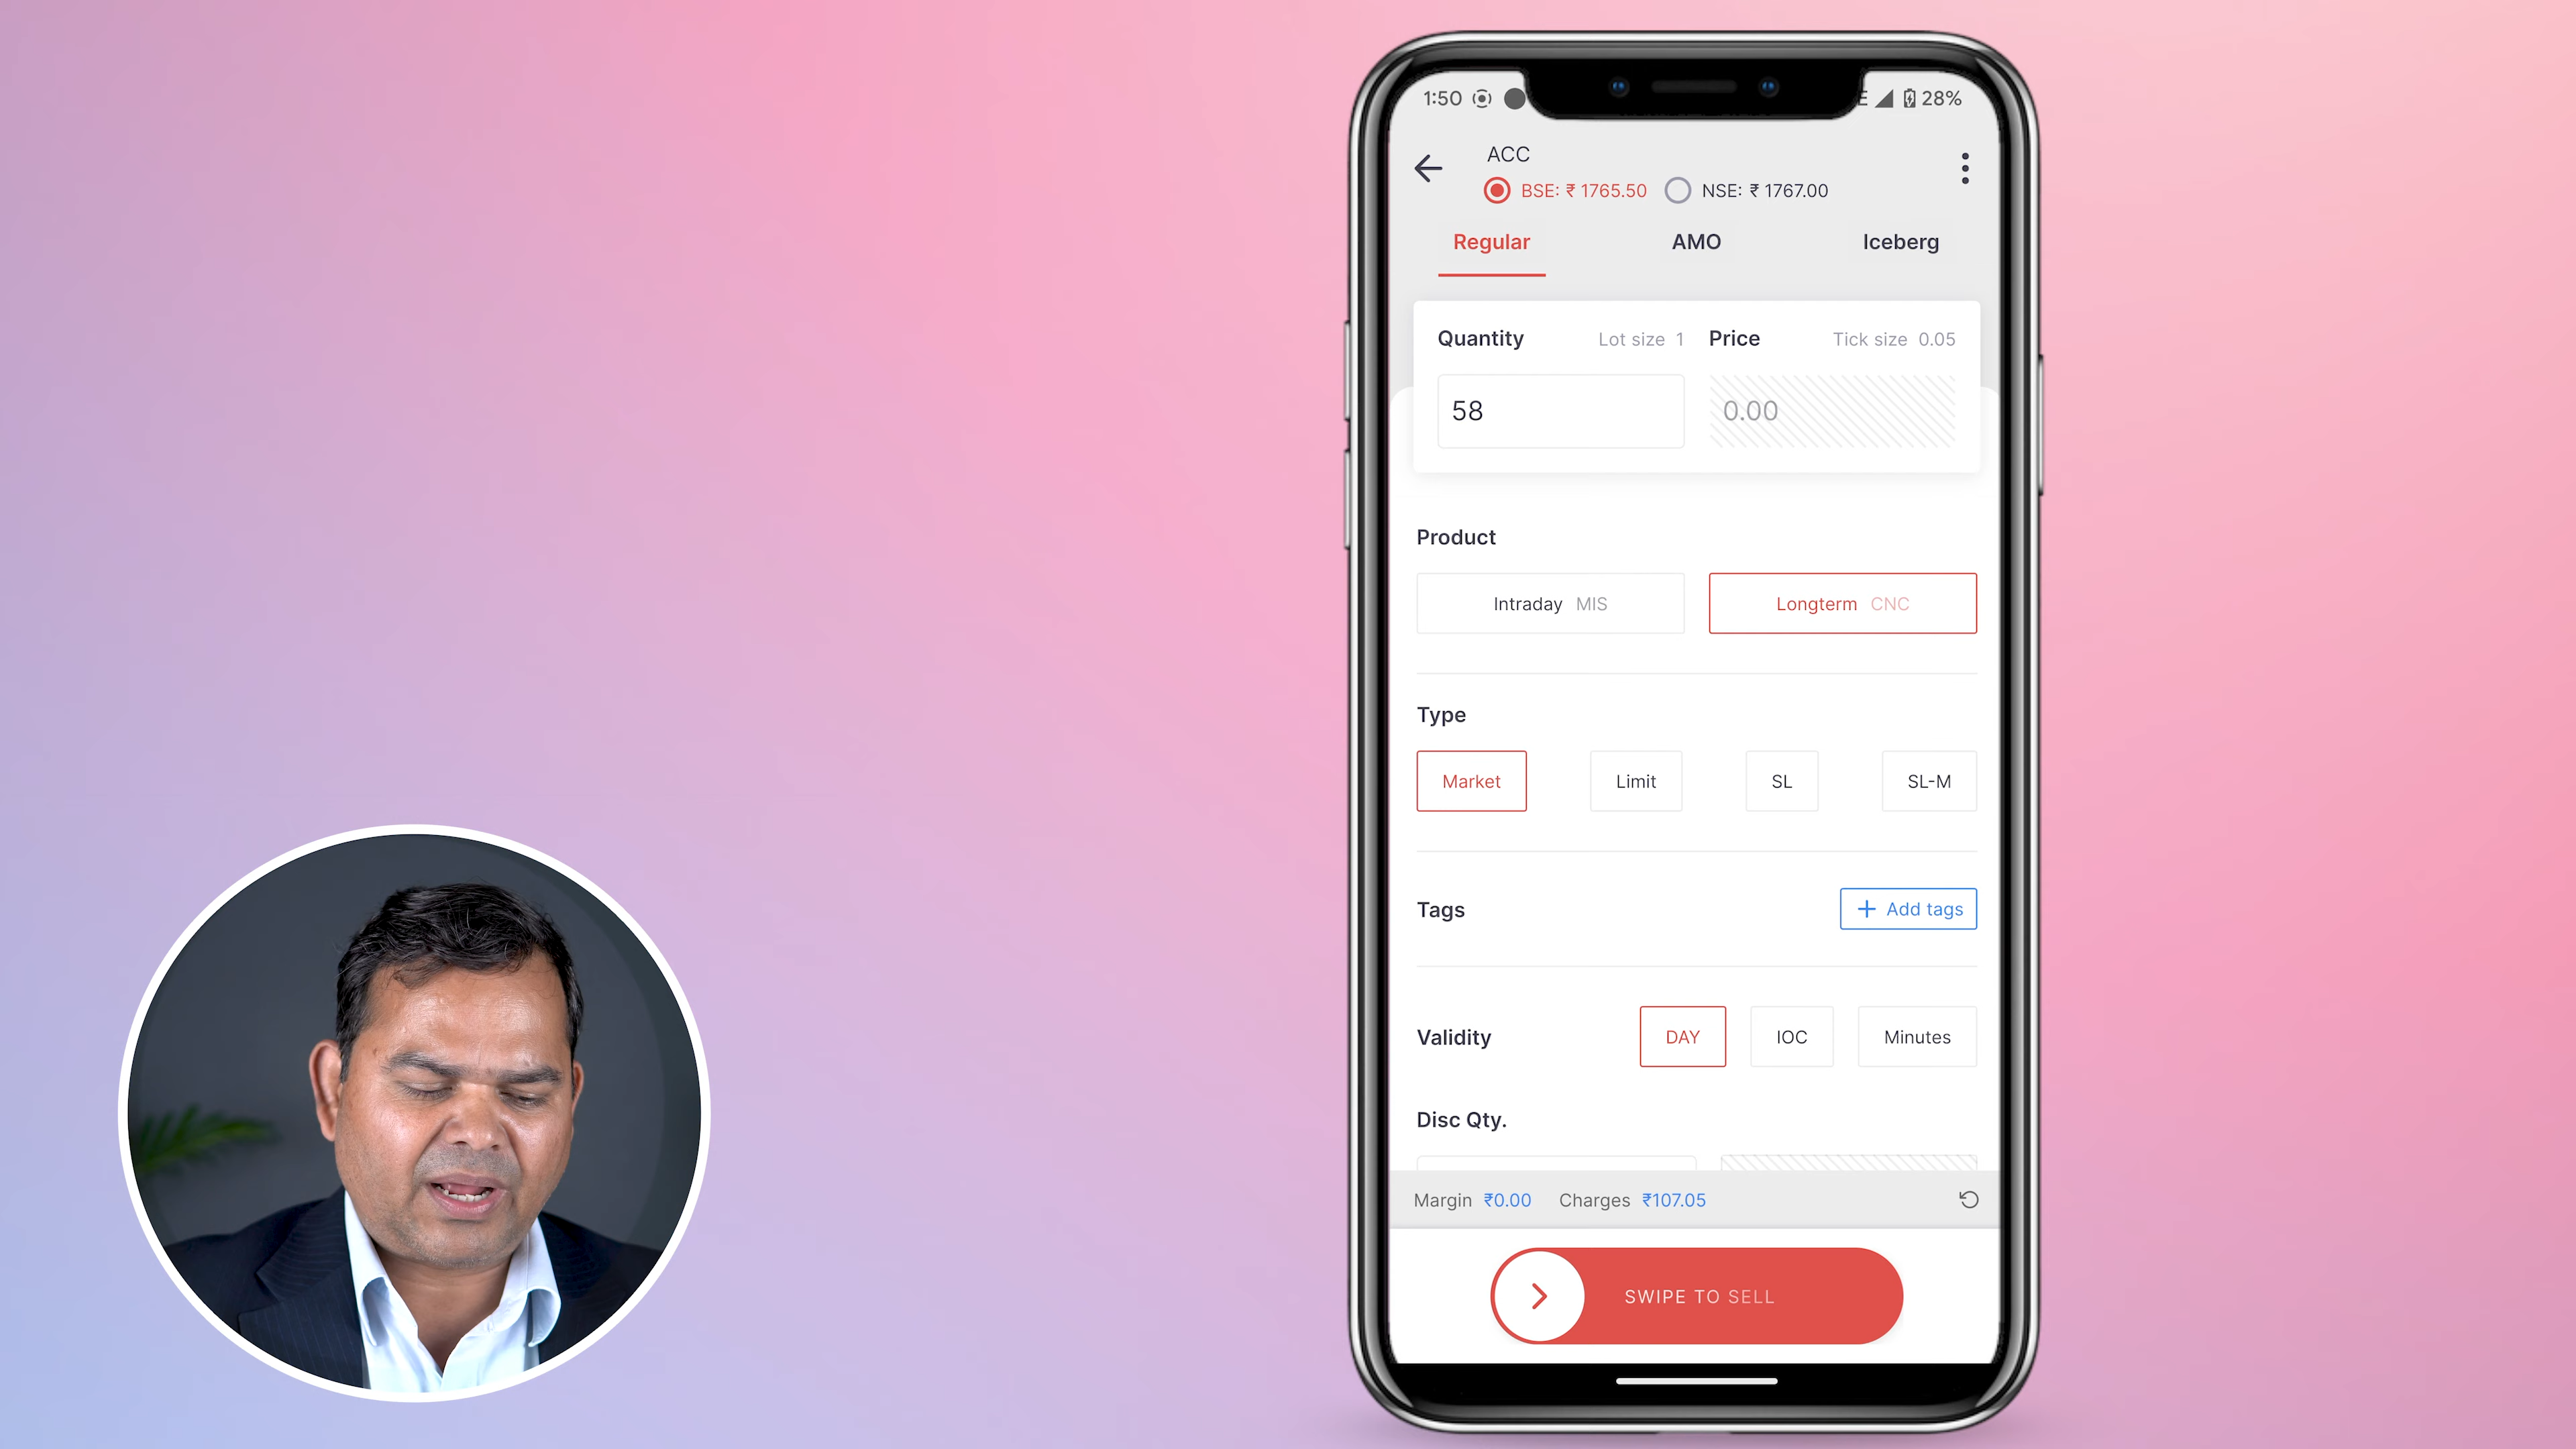 1:50 E 28%
ACC
BSE: ₹ 1765.50 NSE: ₹ 1767.00
Regular AMO Iceberg
Quantity Lot size 1 Price Tick size 0.05
58 0.00
Product
Intraday MIS Longterm CNC
Type
Market Limit SL SL-M
Tags + Add tags
Validity DAY IOC Minutes
Disc Qty.
Margin ₹0.00 Charges ₹107.05
SWIPE TO SELL